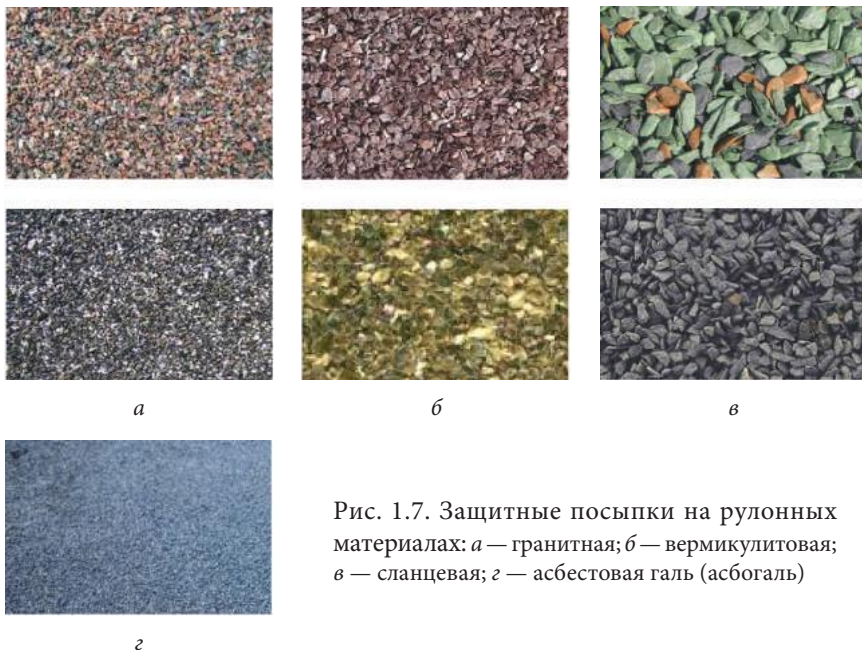 а
б
в
Рис. 1.7. Защитные посыпки на рулонных
материалах: а — гранитная; б — вермикулитовая;
в — сланцевая; г — асбестовая галь (асбогаль)
г